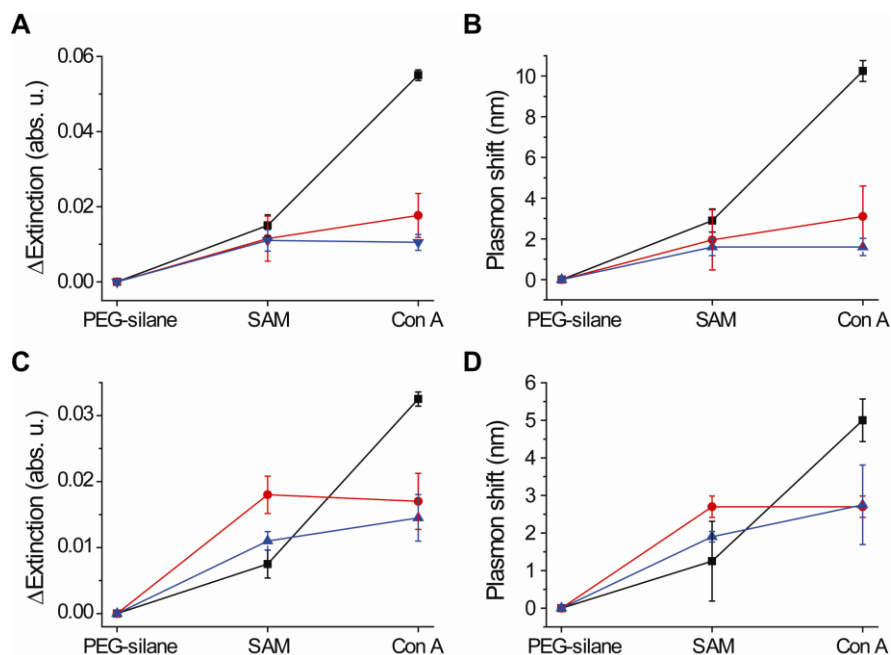 A
ΔExtinction (abs. u.)
0.06
0.04
0.02
0.00
PEG-silane SAM Con A
B
Plasmon shift (nm)
10
8
6
4
2
0
PEG-silane SAM Con A
C
ΔExtinction (abs. u.)
0.03
0.02
0.01
0.00
PEG-silane SAM Con A
D
Plasmon shift (nm)
6
5
4
3
2
1
0
PEG-silane SAM Con A